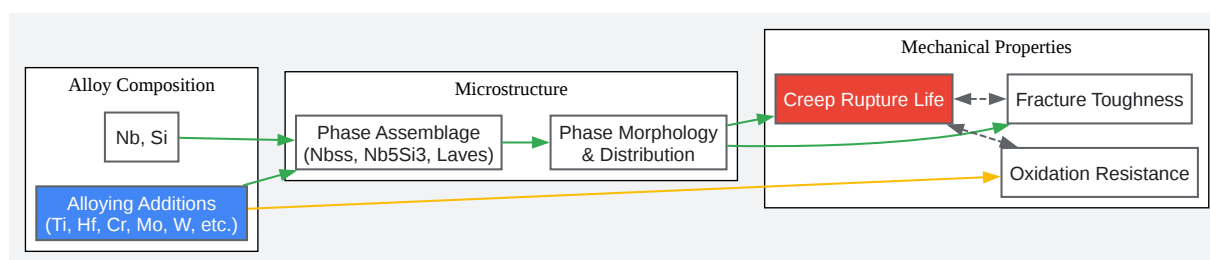 Alloy Composition
Nb, Si
Alloying Additions
(Ti, Hf, Cr, Mo, W, etc.)
Microstructure
Phase Assemblage
(Nbss, Nb5Si3, Laves)
Phase Morphology
& Distribution
Mechanical Properties
Creep Rupture Life
Fracture Toughness
Oxidation Resistance